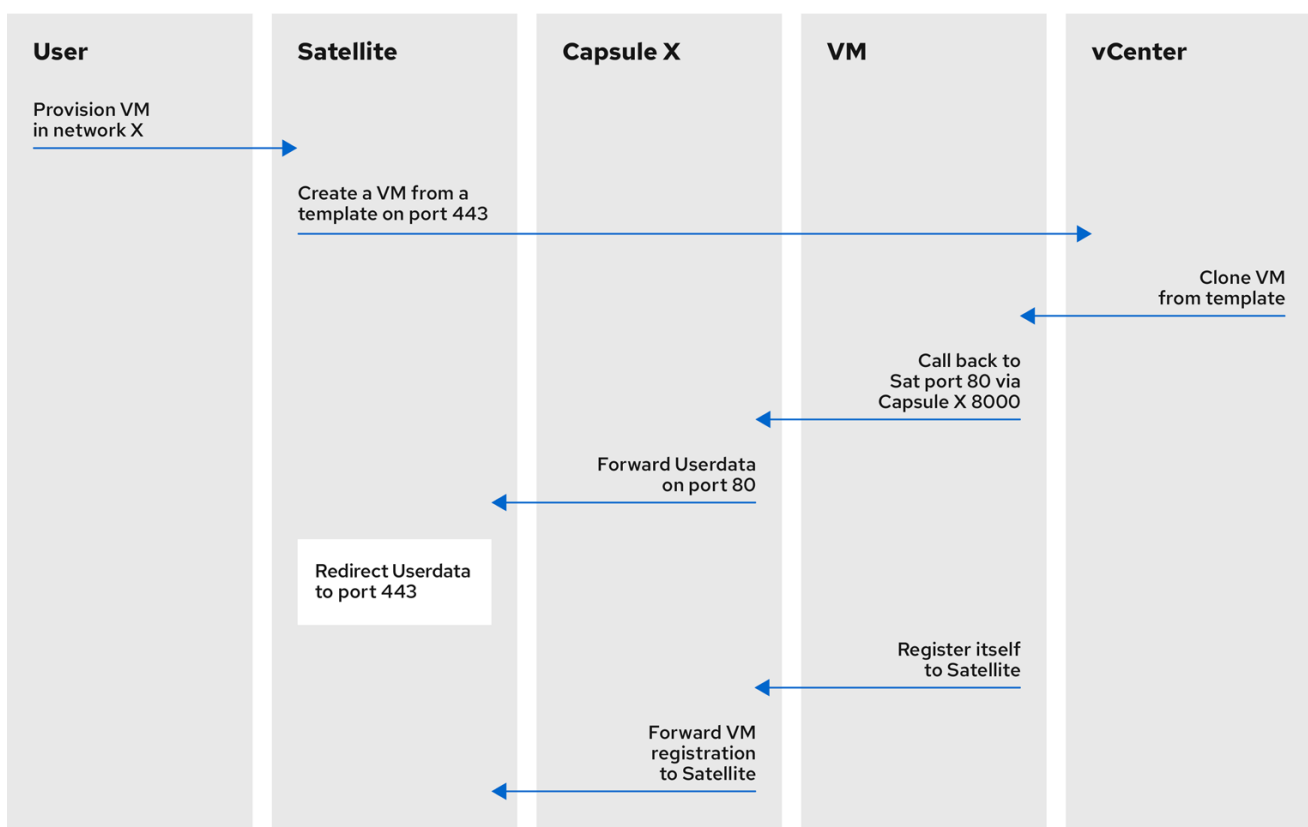 User
Satellite
Capsule X
VM
vCenter
Provision VM
in network X
Create a VM from a
template on port 443
Clone VM
from template
Call back to
Sat port 80 via
Capsule X 8000
Forward Userdata
on port 80
Redirect Userdata
to port 443
Register itself
to Satellite
Forward VM
registration
to Satellite